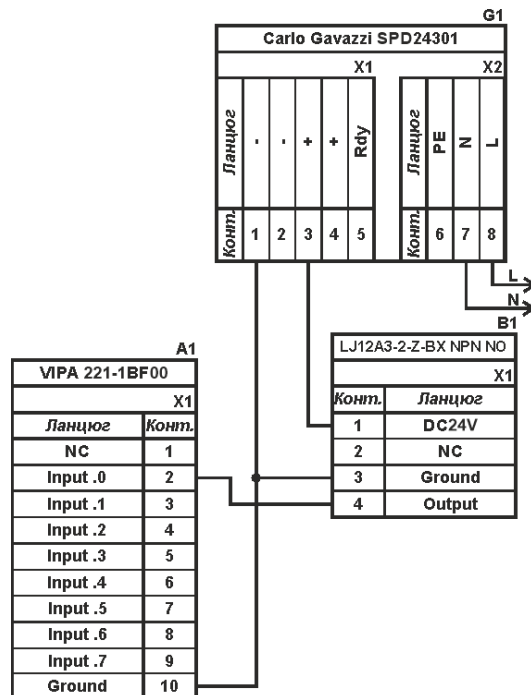 G1
Carlo Gavazzi SPD24301
X1 X2
Ланцюг - - + + Rdy Ланцюг PE N L
Конт. 1 2 3 4 5 Конт. 6 7 8
L
N
B1
LJ12A3-2-Z-BX NPN NO
X1
Конт. Ланцюг
1 DC24V
2 NC
3 Ground
4 Output
A1
VIPA 221-1BF00
X1
Ланцюг Конт.
NC 1
Input .0 2
Input .1 3
Input .2 4
Input .3 5
Input .4 6
Input .5 7
Input .6 8
Input .7 9
Ground 10